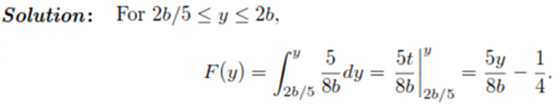 Solution: For 2b/5 ≤ y ≤ 2b,
F(y) = ∫_{2b/5}^{y} 5/8b dy = 5t/8b |_{2b/5}^{y} = 5y/8b − 1/4.